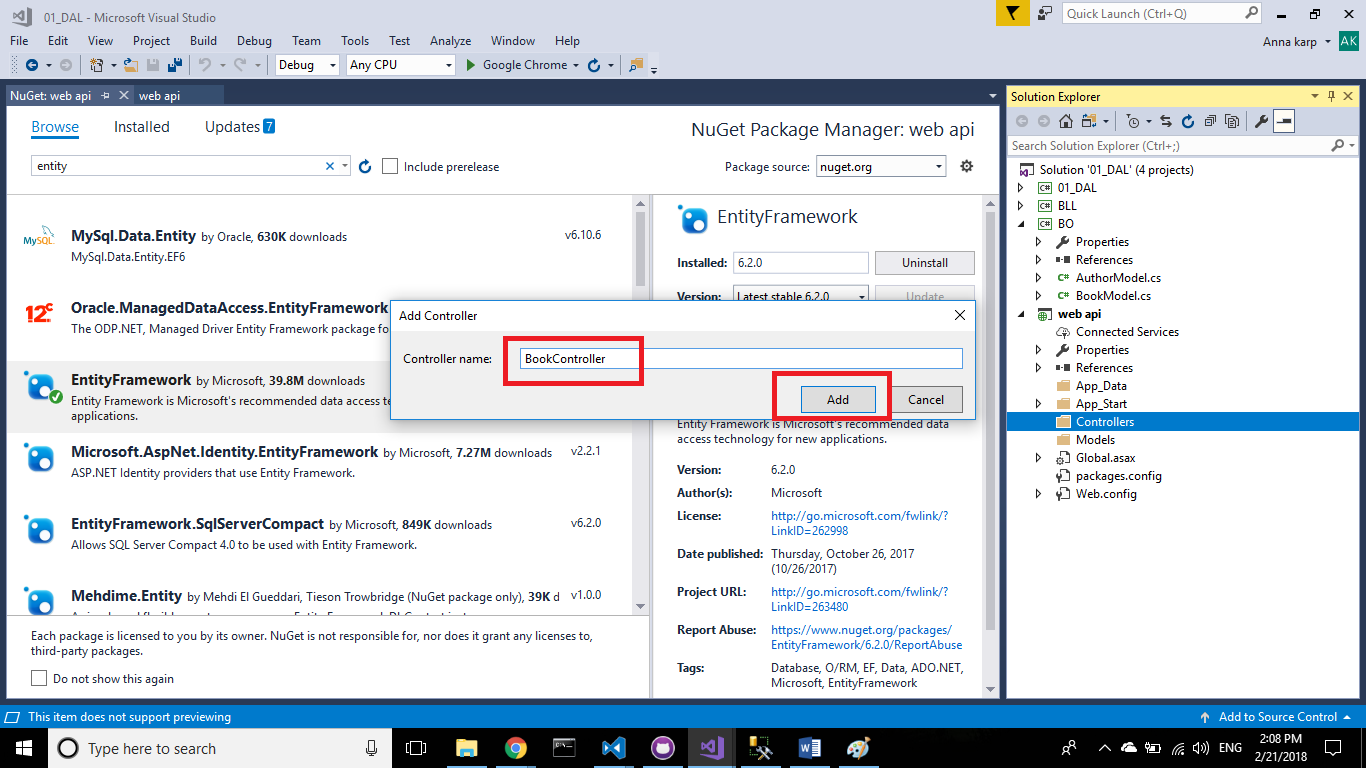 01_DAL - Microsoft Visual Studio
Quick Launch (Ctrl+Q)
File Edit View Project Build Debug Team Tools Test Analyze Window Help
Anna karp AK
Debug Any CPU Google Chrome
NuGet: web api web api
Browse Installed Updates 7
NuGet Package Manager: web api
entity Include prerelease
Package source: nuget.org
MySql.Data.Entity by Oracle, 630K downloads v6.10.6
MySql.Data.Entity.EF6
MySQL
Oracle.ManagedDataAccess.EntityFramework
The ODP.NET, Managed Driver Entity Framework package fo
12c
EntityFramework by Microsoft, 39.8M downloads
Entity Framework is Microsoft's recommended data access te
applications.
Microsoft.AspNet.Identity.EntityFramework by Microsoft, 7.27M downloads v2.2.1
ASP.NET Identity providers that use Entity Framework.
EntityFramework.SqlServerCompact by Microsoft, 849K downloads v6.2.0
Allows SQL Server Compact 4.0 to be used with Entity Framework.
Mehdime.Entity by Mehdi El Gueddari, Tieson Trowbridge (NuGet package only), 39K d v1.0.0
Each package is licensed to you by its owner. NuGet is not responsible for, nor does it grant any licenses to,
third-party packages.
Do not show this again
EntityFramework
Installed: 6.2.0 Uninstall
Version: Latest stable 6.2.0 Update
Add Controller
Controller name: BookController
Add Cancel
Entity Framework is Microsoft's recommended data
access technology for new applications.
Version: 6.2.0
Author(s): Microsoft
License: http://go.microsoft.com/fwlink/?
LinkID=262998
Date published: Thursday, October 26, 2017
(10/26/2017)
Project URL: http://go.microsoft.com/fwlink/?
LinkID=263480
Report Abuse: https://www.nuget.org/packages/
EntityFramework/6.2.0/ReportAbuse
Tags: Database, O/RM, EF, Data, ADO.NET,
Microsoft, EntityFramework
Solution Explorer
Search Solution Explorer (Ctrl+;)
Solution '01_DAL' (4 projects)
C# 01_DAL
C# BLL
C# BO
Properties
References
C# AuthorModel.cs
C# BookModel.cs
web api
Connected Services
Properties
References
App_Data
App_Start
Controllers
Models
Global.asax
packages.config
Web.config
This item does not support previewing
Add to Source Control
Type here to search
ENG
2:08 PM
2/21/2018